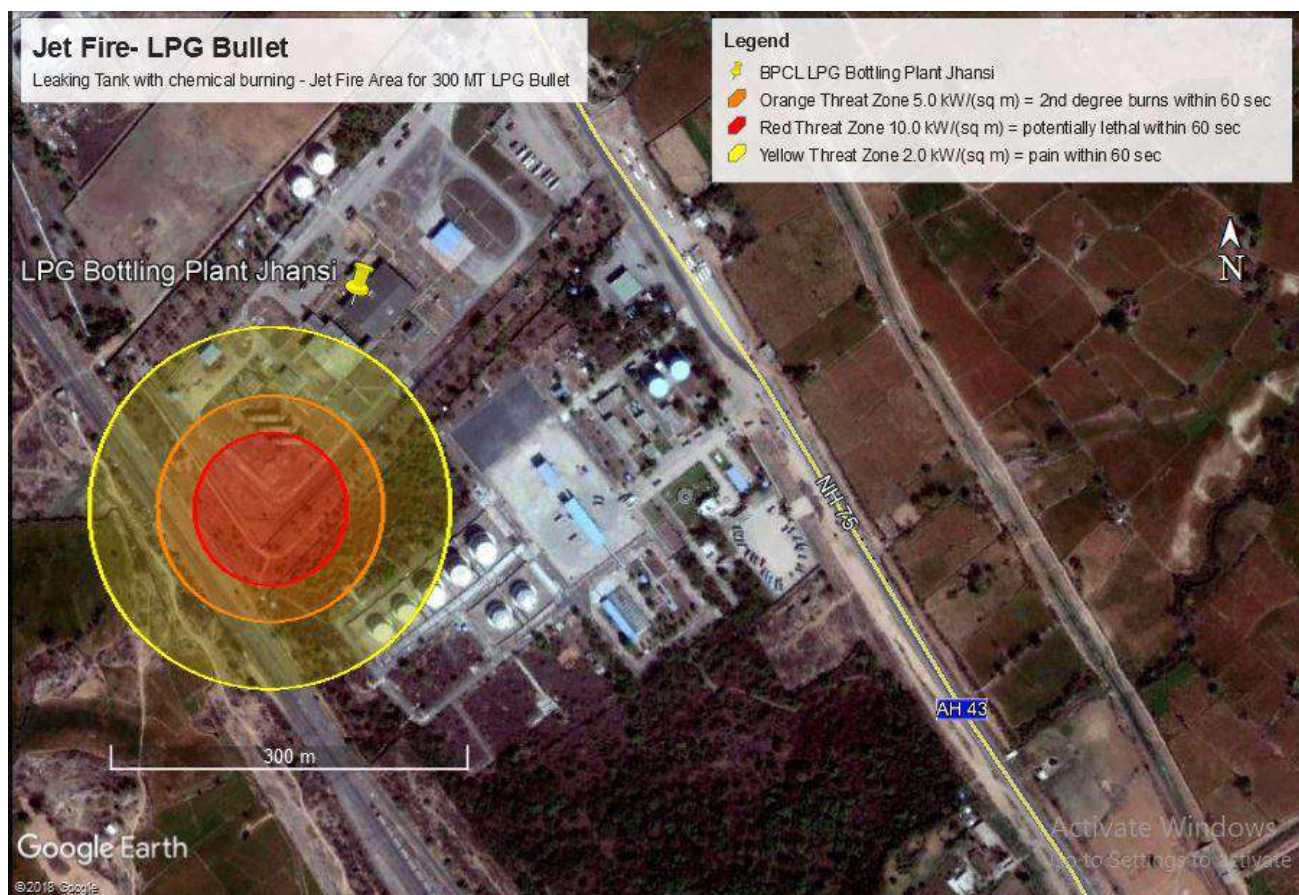 Jet Fire- LPG Bullet
Leaking Tank with chemical burning - Jet Fire Area for 300 MT LPG Bullet
Legend
BPCL LPG Bottling Plant Jhansi
Orange Threat Zone 5.0 kW/(sq m) = 2nd degree burns within 60 sec
Red Threat Zone 10.0 kW/(sq m) = potentially lethal within 60 sec
Yellow Threat Zone 2.0 kW/(sq m) = pain within 60 sec
N
LPG Bottling Plant Jhansi
NH 75
AH 43
300 m
Google Earth
©2018 Google
Activate Windows
Go to Settings to activate